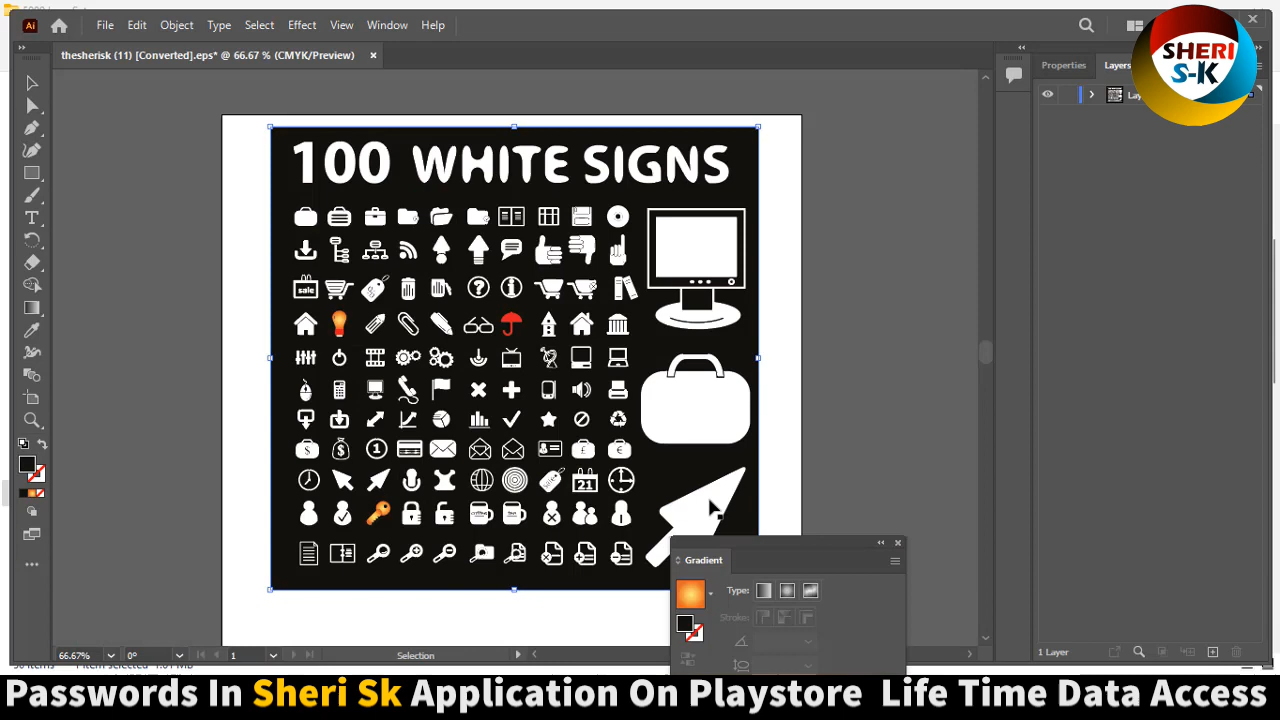 File Edit Object Type Select Effect View Window Help
thesherisk (11) [Converted].eps* @ 66.67 % (CMYK/Preview)
Properties
Layers
SHERI
S-K
100 WHITE SIGNS
sale
21
Gradient
Type:
Stroke:
66.67%
0°
1
Selection
1 Layer
Passwords In Sheri Sk Application On Playstore Life Time Data Access